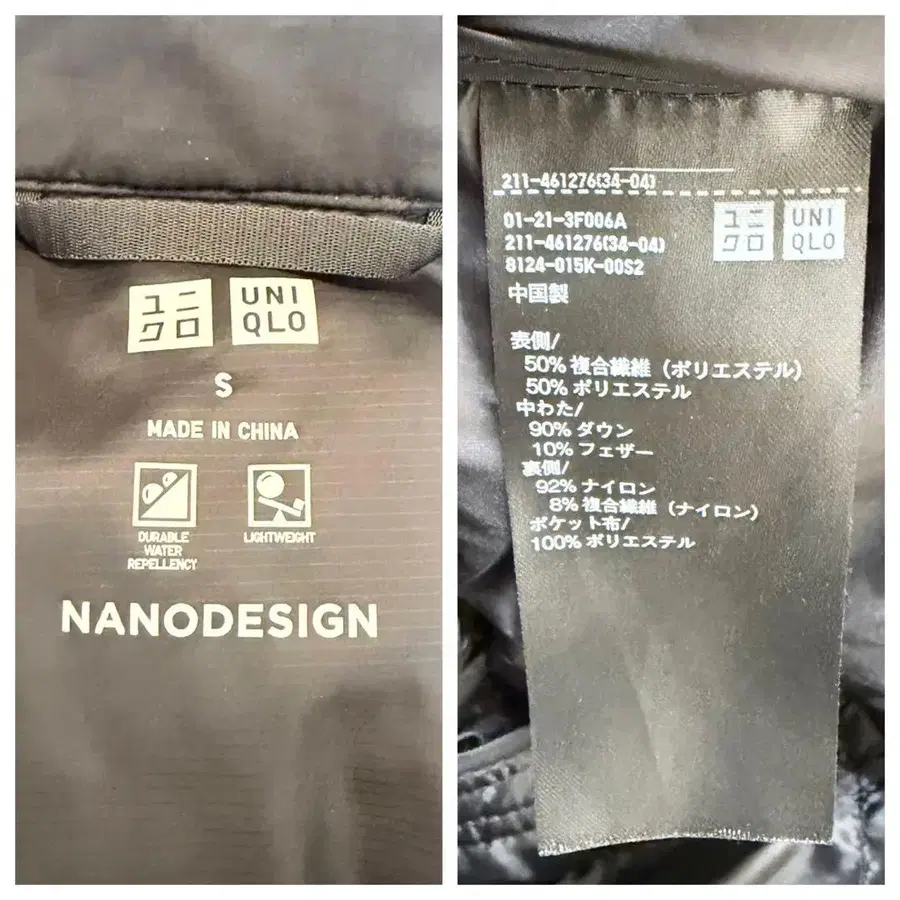 ユニ
クロ
UNI
QLO
S
MADE IN CHINA
DURABLE
WATER
REPELLENCY
LIGHTWEIGHT
NANODESIGN
211-461276(34-04)
01-21-3F006A
211-461276(34-04)
8124-015K-00S2
中国製
ユニ
クロ
UNI
QLO
表側/
50% 複合繊維（ポリエステル）
50% ポリエステル
中わた/
90% ダウン
10% フェザー
裏側/
92% ナイロン
8% 複合繊維（ナイロン）
ポケット布/
100% ポリエステル